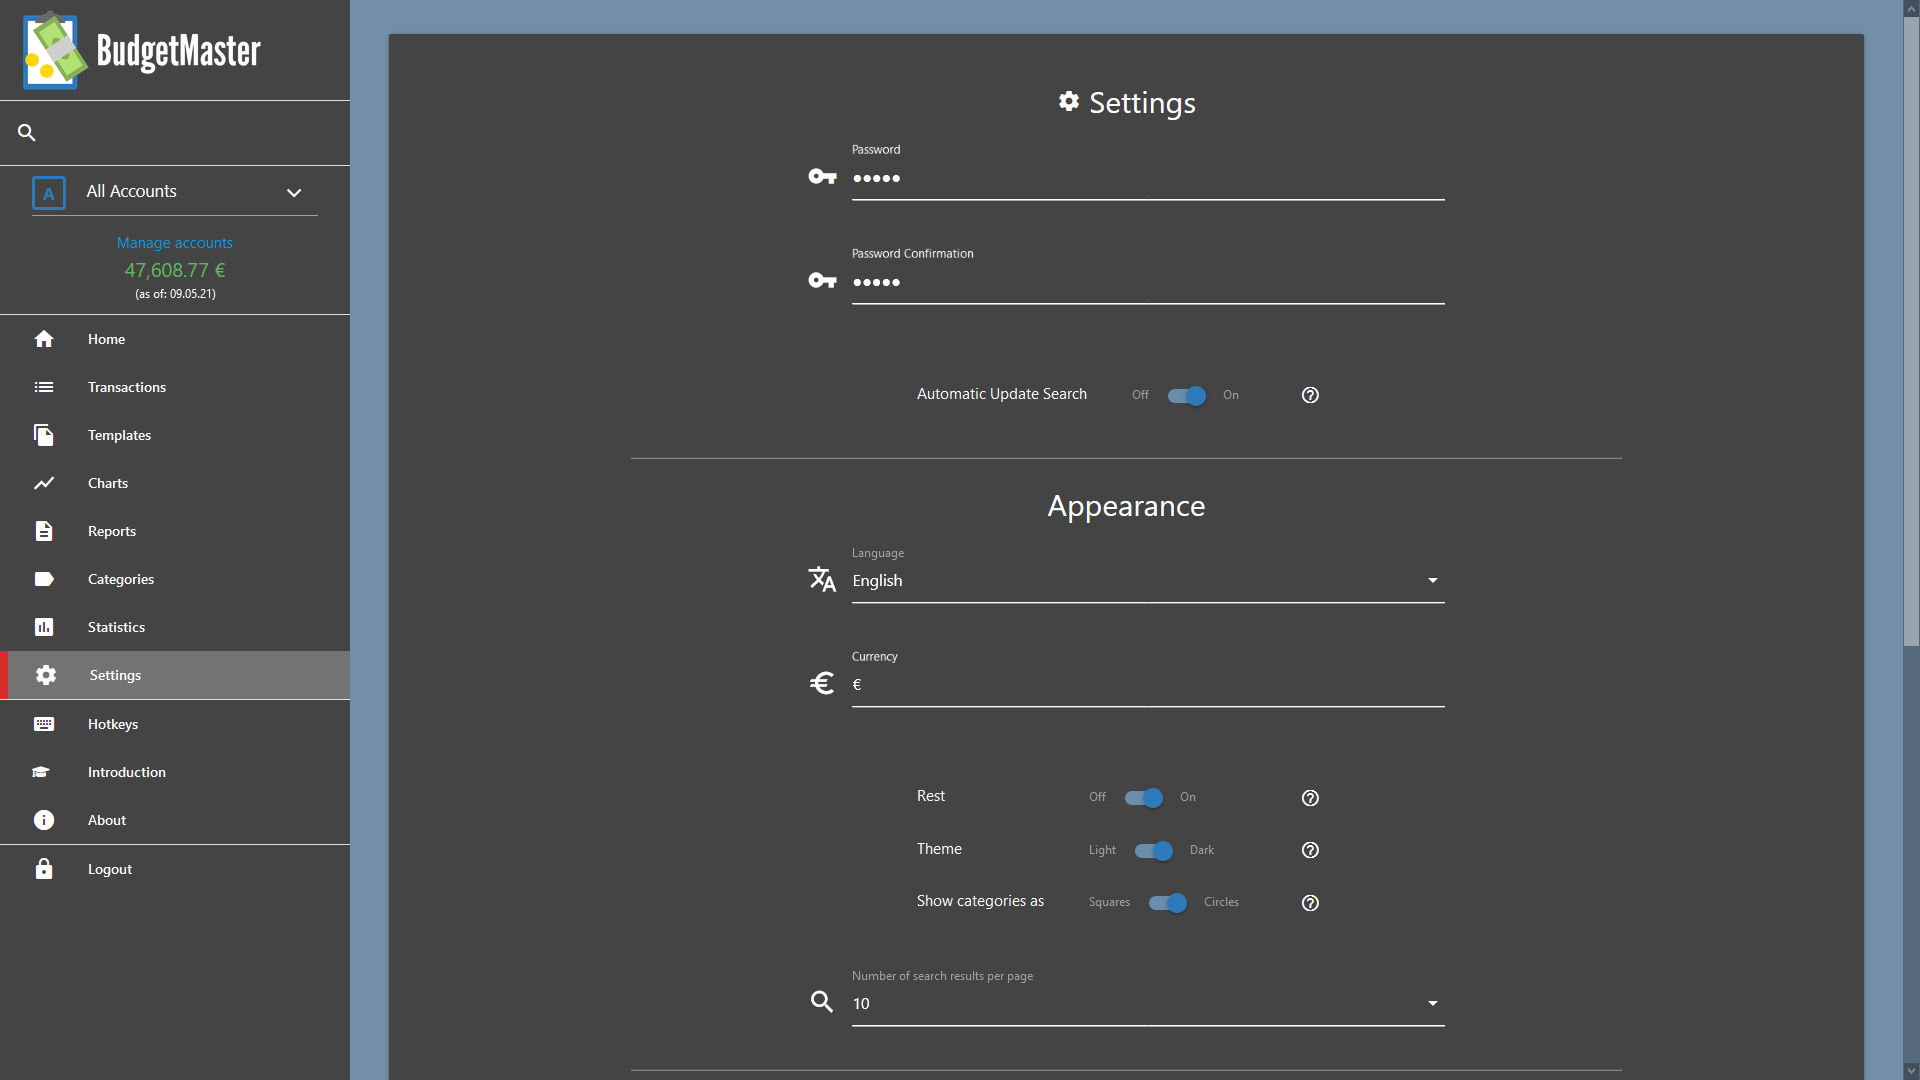 BudgetMaster
A All Accounts
Manage accounts
47,608.77 €
(as of: 09.05.21)
Home
Transactions
Templates
Charts
Reports
Categories
Statistics
Settings
Hotkeys
Introduction
About
Logout
Settings
Password
•••••
Password Confirmation
•••••
Automatic Update Search Off On
Appearance
Language
English
Currency
€
Rest Off On
Theme Light Dark
Show categories as Squares Circles
Number of search results per page
10